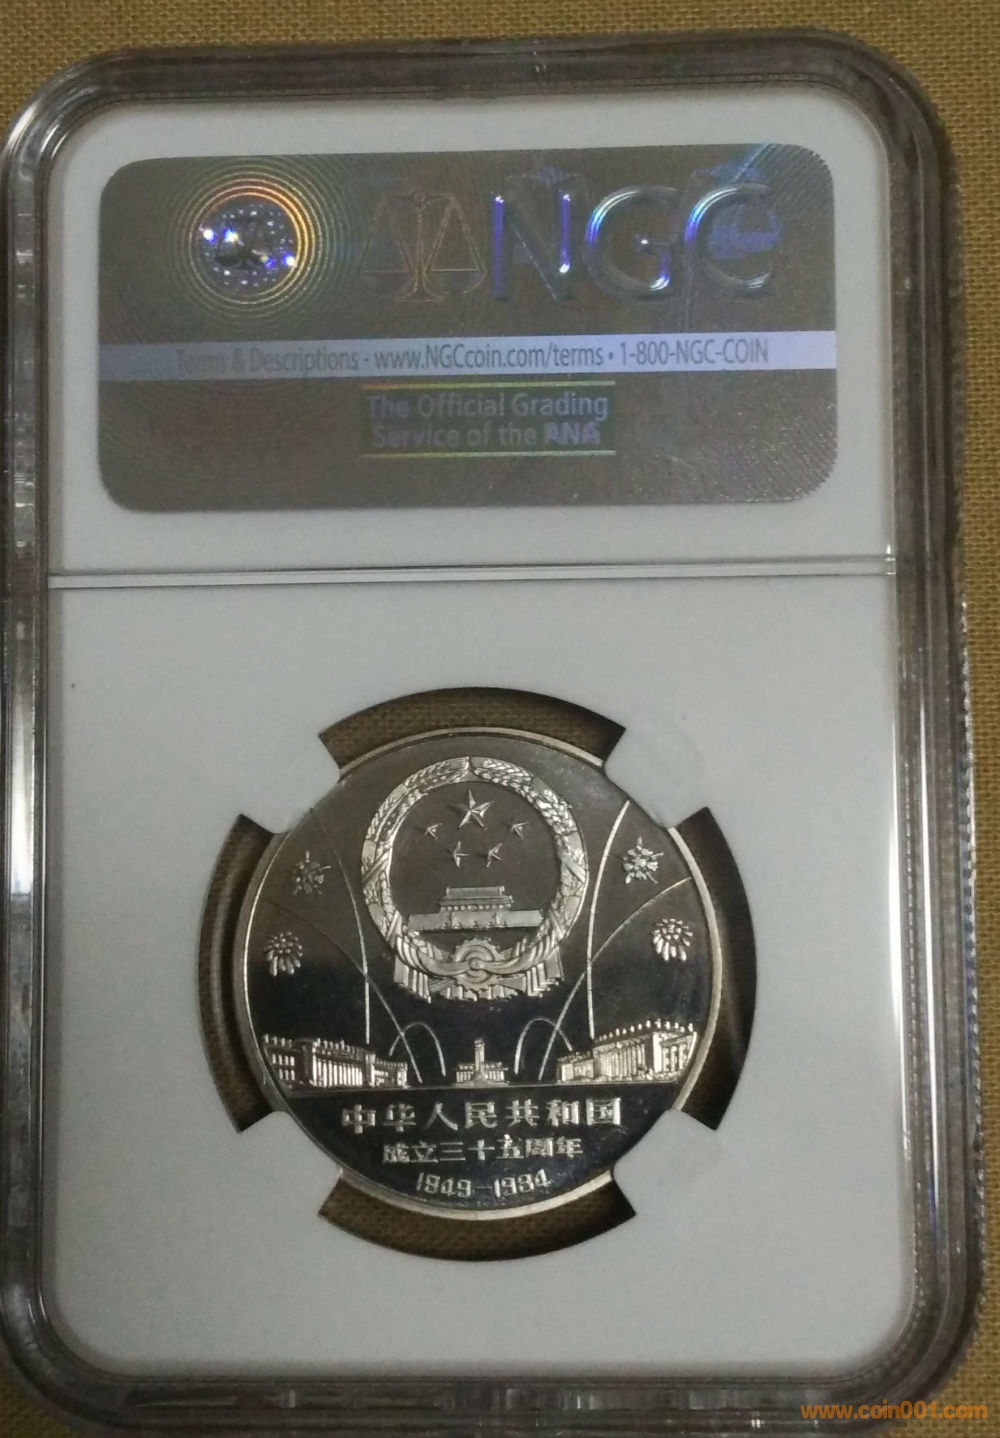 NGC
Terms & Descriptions - www.NGCcoin.com/terms • 1-800-NGC-COIN
The Official Grading
Service of the ANA
中华人民共和国
成立三十五周年
1949-1984
www.coin001.com